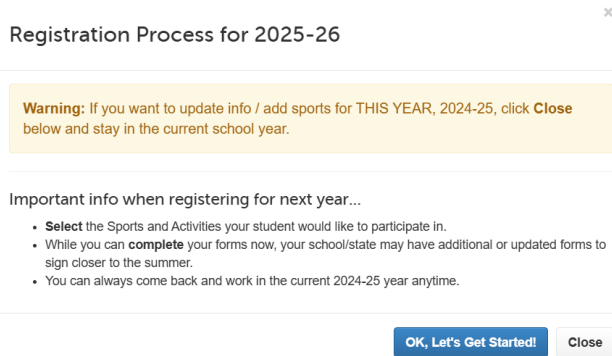 ×
Registration Process for 2025-26
Warning: If you want to update info / add sports for THIS YEAR, 2024-25, click Close
below and stay in the current school year.
Important info when registering for next year...
• Select the Sports and Activities your student would like to participate in.
• While you can complete your forms now, your school/state may have additional or updated forms to
sign closer to the summer.
• You can always come back and work in the current 2024-25 year anytime.
OK, Let's Get Started! Close